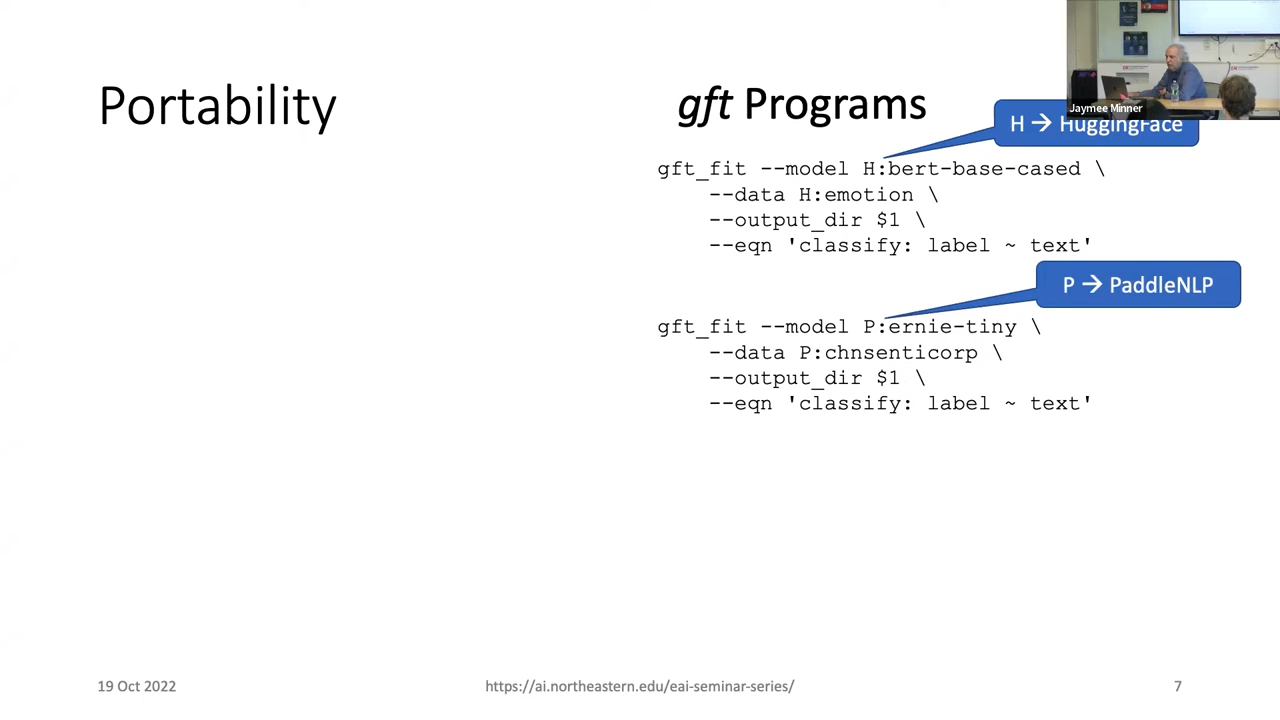 Portability
gft Programs
Jaymee Minner
H → HuggingFace
gft_fit --model H:bert-base-cased \
--data H:emotion \
--output_dir $1 \
--eqn 'classify: label ~ text'
P → PaddleNLP
gft_fit --model P:ernie-tiny \
--data P:chnsenticorp \
--output_dir $1 \
--eqn 'classify: label ~ text'
19 Oct 2022
https://ai.northeastern.edu/eai-seminar-series/
7